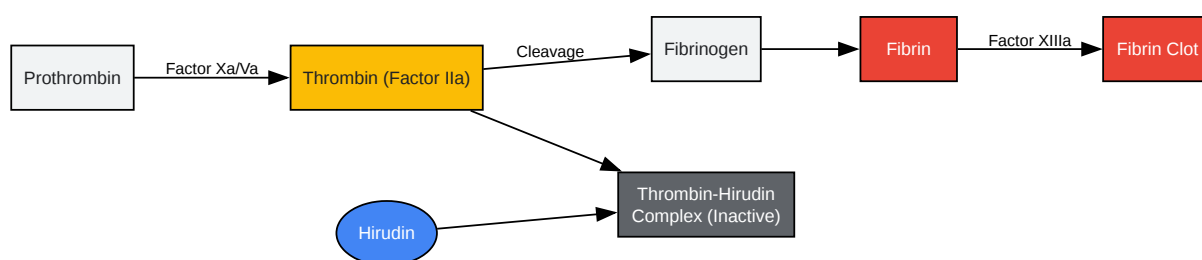 Prothrombin
Factor Xa/Va
Thrombin (Factor IIa)
Cleavage
Fibrinogen
Fibrin
Factor XIIIa
Fibrin Clot
Hirudin
Thrombin-Hirudin
Complex (Inactive)